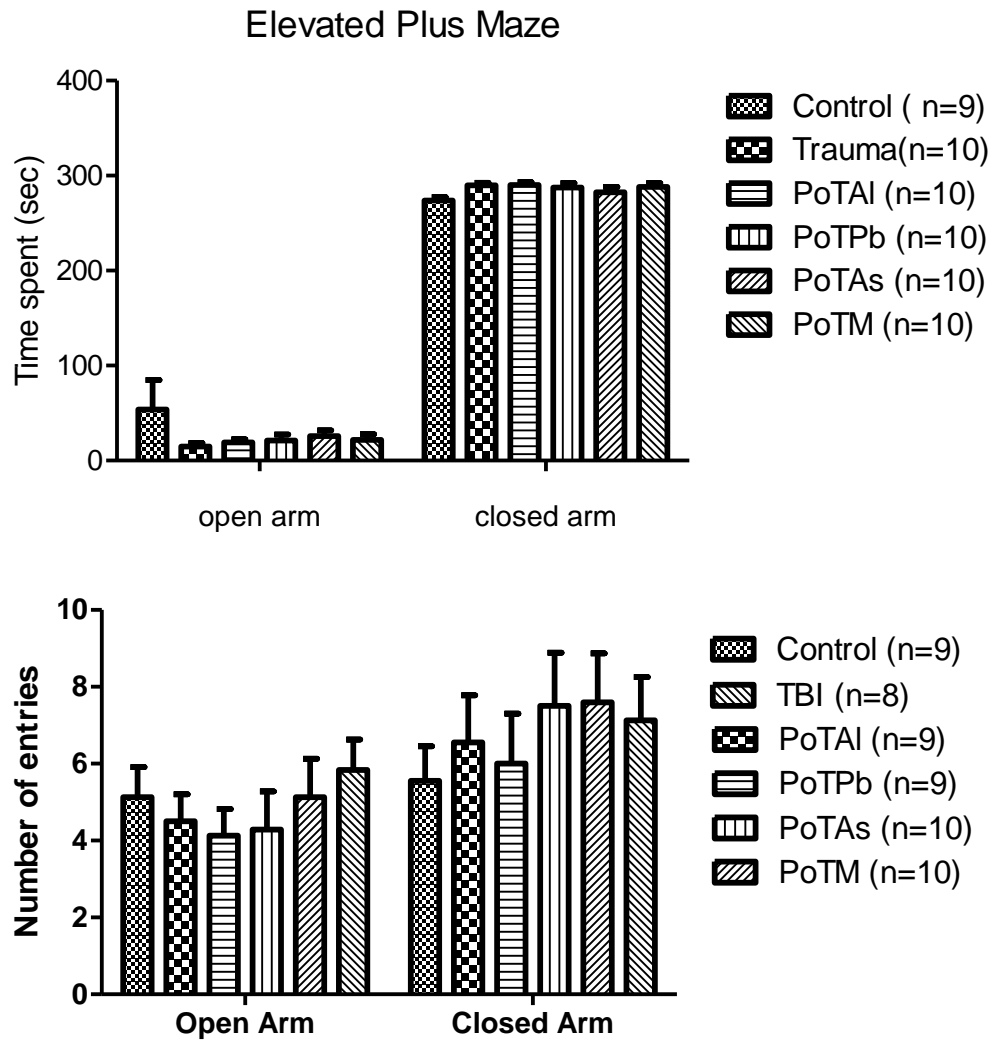 Elevated Plus Maze
Time spent (sec)
400
300
200
100
0
open arm
closed arm
Control ( n=9)
Trauma(n=10)
PoTAl (n=10)
PoTPb (n=10)
PoTAs (n=10)
PoTM (n=10)
Number of entries
10
8
6
4
2
0
Open Arm
Closed Arm
Control (n=9)
TBI (n=8)
PoTAl (n=9)
PoTPb (n=9)
PoTAs (n=10)
PoTM (n=10)